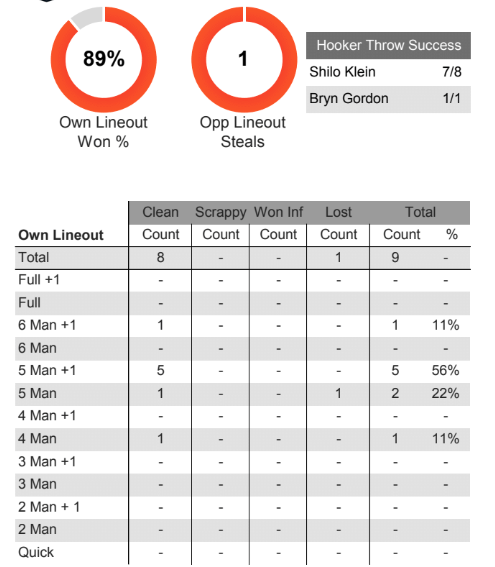 89%
Own Lineout
Won %
1
Opp Lineout
Steals
Hooker Throw Success
Shilo Klein 7/8
Bryn Gordon 1/1
Clean Scrappy Won Inf Lost Total
Own Lineout Count Count Count Count Count %
Total 8 - - 1 9 -
Full +1 - - - - - -
Full - - - - - -
6 Man +1 1 - - - 1 11%
6 Man - - - - - -
5 Man +1 5 - - - 5 56%
5 Man 1 - - 1 2 22%
4 Man +1 - - - - - -
4 Man 1 - - - 1 11%
3 Man +1 - - - - - -
3 Man - - - - - -
2 Man + 1 - - - - - -
2 Man - - - - - -
Quick - - - - - -